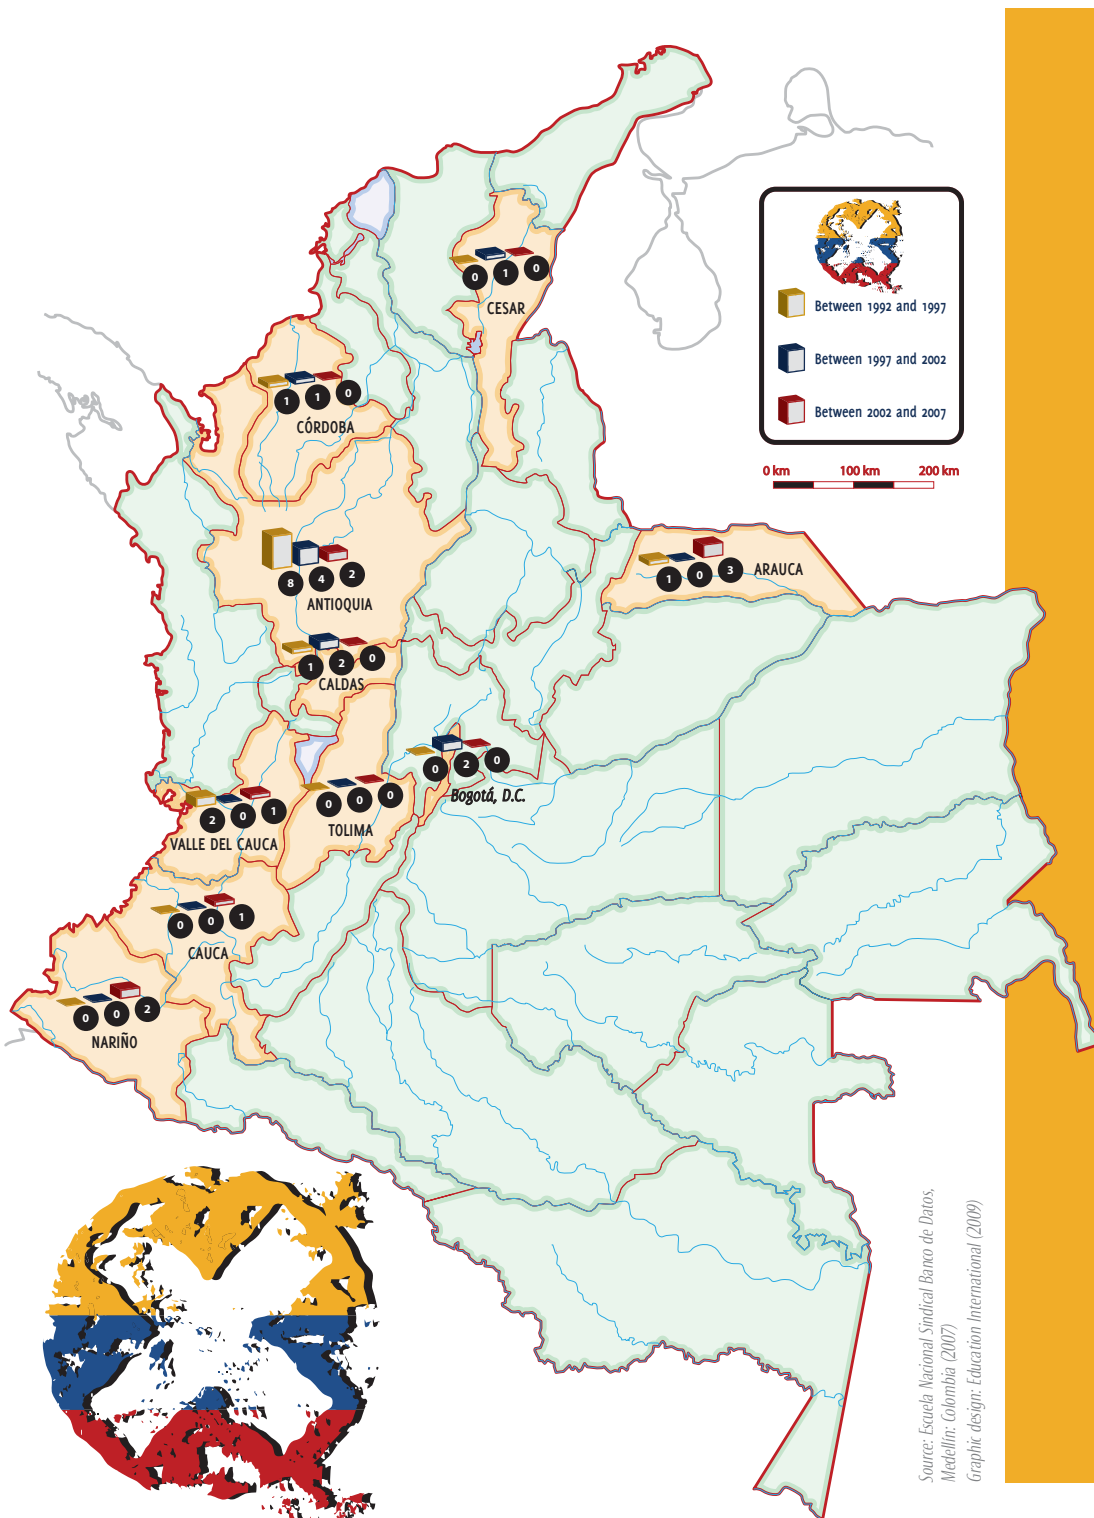 0
1
0
CESAR
Between 1992 and 1997
Between 1997 and 2002
Between 2002 and 2007
0 km 100 km 200 km
1
1
0
CÓRDOBA
8
4
2
ANTIOQUIA
1
0
3
ARAUCA
1
2
0
CALDAS
0
2
0
Bogotá, D.C.
2
0
1
VALLE DEL CAUCA
0
0
0
TOLIMA
0
0
1
CAUCA
0
0
2
NARIÑO
Source: Escuela Nacional Sindical Banco de Datos,
Medellín: Colombia (2007)
Graphic design: Education International (2009)